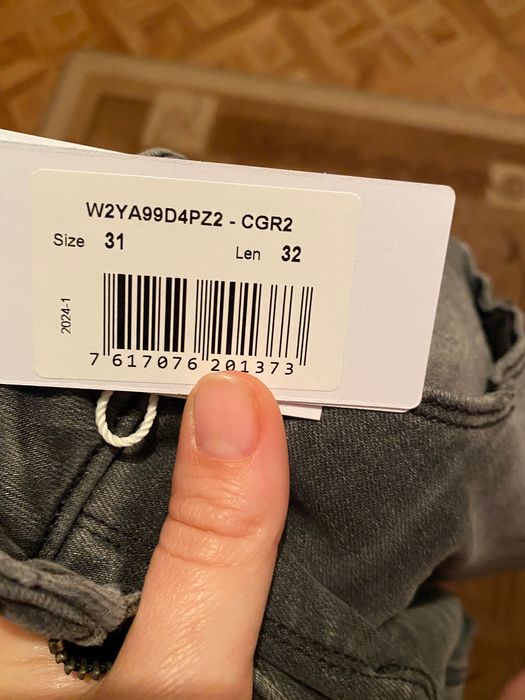 W2YA99D4PZ2 - CGR2
Size 31 Len 32
2024-1
7 617076 201373